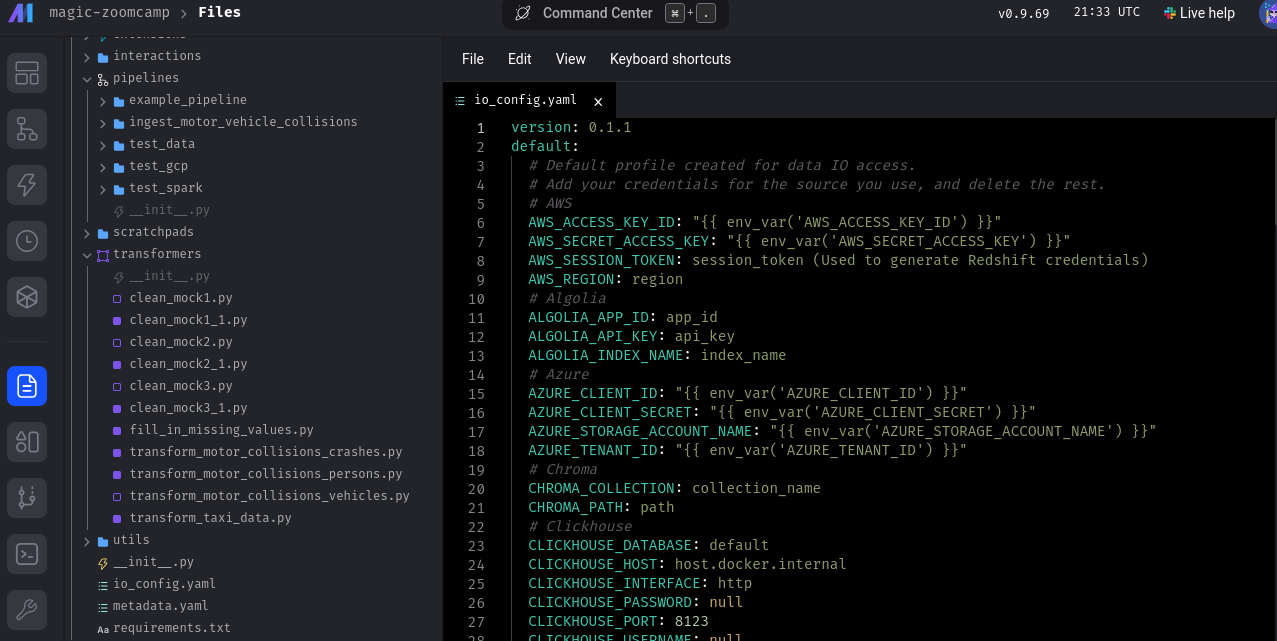 magic-zoomcamp > Files
Command Center ⌘ + .
v0.9.69
21:33 UTC
Live help
extensions
interactions
pipelines
example_pipeline
ingest_motor_vehicle_collisions
test_data
test_gcp
test_spark
__init__.py
scratchpads
transformers
__init__.py
clean_mock1.py
clean_mock1_1.py
clean_mock2.py
clean_mock2_1.py
clean_mock3.py
clean_mock3_1.py
fill_in_missing_values.py
transform_motor_collisions_crashes.py
transform_motor_collisions_persons.py
transform_motor_collisions_vehicles.py
transform_taxi_data.py
utils
__init__.py
io_config.yaml
metadata.yaml
Aa requirements.txt
File Edit View Keyboard shortcuts
io_config.yaml x
1 version: 0.1.1
2 default:
3 # Default profile created for data IO access.
4 # Add your credentials for the source you use, and delete the rest.
5 # AWS
6 AWS_ACCESS_KEY_ID: "{{ env_var('AWS_ACCESS_KEY_ID') }}"
7 AWS_SECRET_ACCESS_KEY: "{{ env_var('AWS_SECRET_ACCESS_KEY') }}"
8 AWS_SESSION_TOKEN: session_token (Used to generate Redshift credentials)
9 AWS_REGION: region
10 # Algolia
11 ALGOLIA_APP_ID: app_id
12 ALGOLIA_API_KEY: api_key
13 ALGOLIA_INDEX_NAME: index_name
14 # Azure
15 AZURE_CLIENT_ID: "{{ env_var('AZURE_CLIENT_ID') }}"
16 AZURE_CLIENT_SECRET: "{{ env_var('AZURE_CLIENT_SECRET') }}"
17 AZURE_STORAGE_ACCOUNT_NAME: "{{ env_var('AZURE_STORAGE_ACCOUNT_NAME') }}"
18 AZURE_TENANT_ID: "{{ env_var('AZURE_TENANT_ID') }}"
19 # Chroma
20 CHROMA_COLLECTION: collection_name
21 CHROMA_PATH: path
22 # Clickhouse
23 CLICKHOUSE_DATABASE: default
24 CLICKHOUSE_HOST: host.docker.internal
25 CLICKHOUSE_INTERFACE: http
26 CLICKHOUSE_PASSWORD: null
27 CLICKHOUSE_PORT: 8123
28 CLICKHOUSE_USERNAME: null